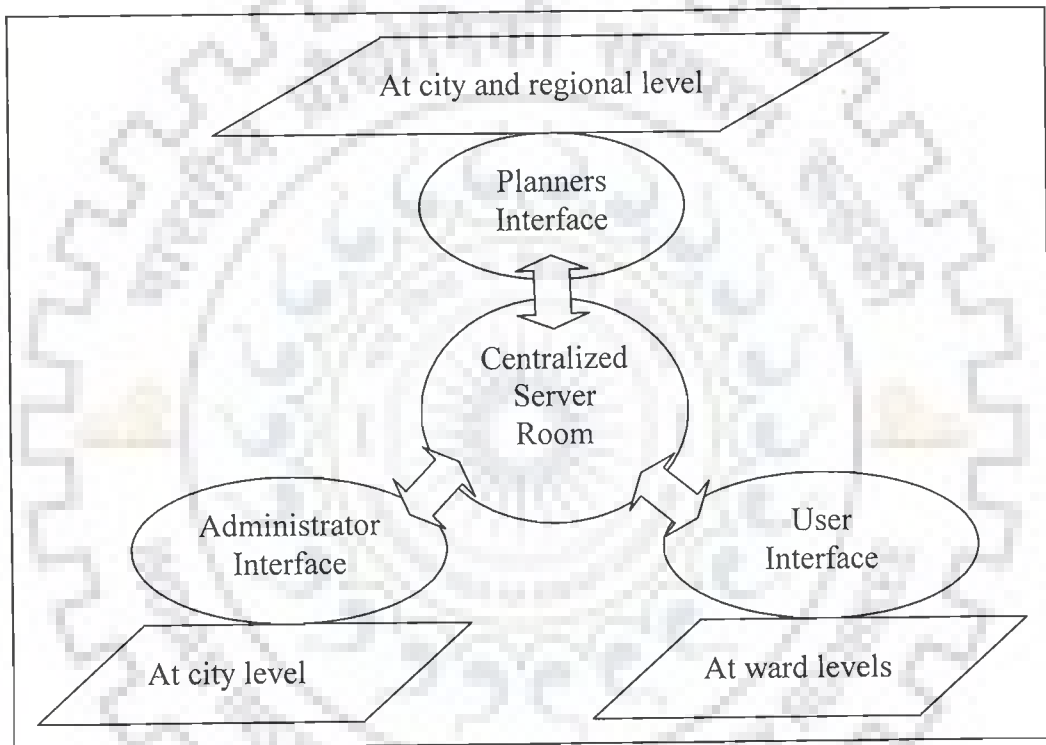 At city and regional level
Planners
Interface
Centralized
Server
Room
Administrator
Interface
User
Interface
At city level
At ward levels